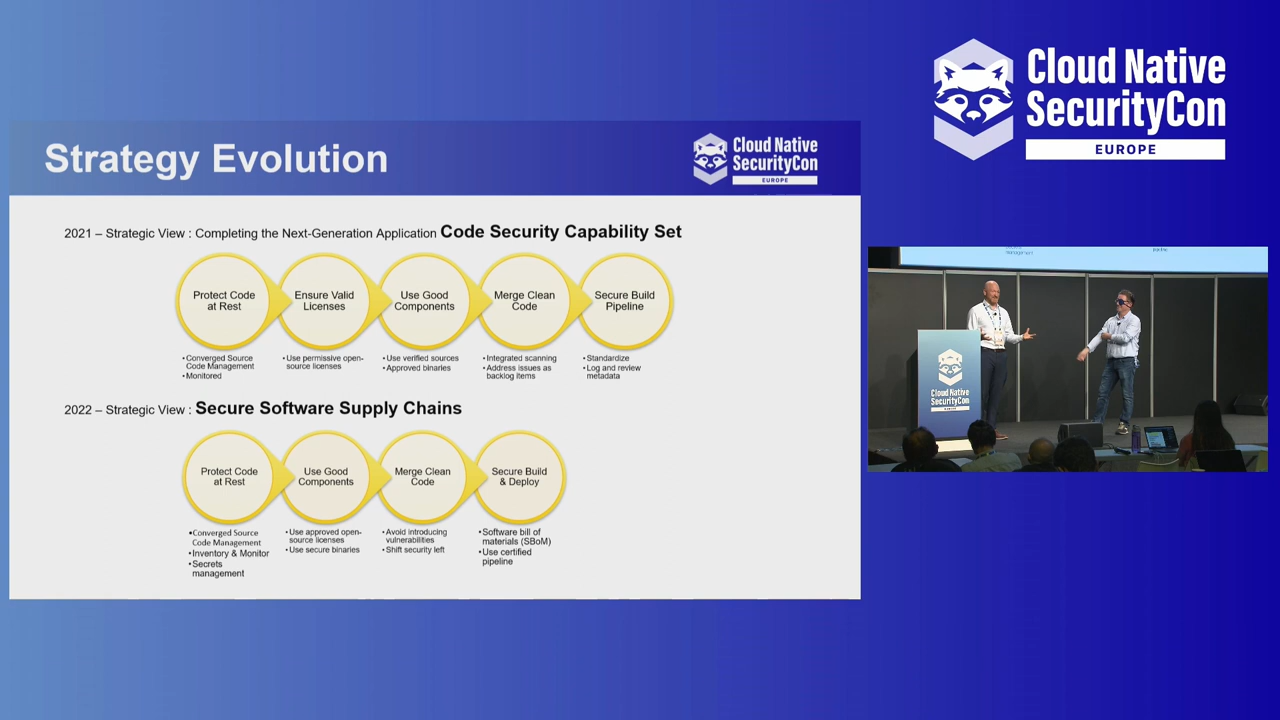 Cloud Native
SecurityCon
EUROPE
Strategy Evolution
Cloud Native
SecurityCon
EUROPE
2021 – Strategic View : Completing the Next-Generation Application Code Security Capability Set
Protect Code
at Rest
Ensure Valid
Licenses
Use Good
Components
Merge Clean
Code
Secure Build
Pipeline
• Converged Source
Code Management
• Monitored
• Use permissive open-
source licenses
• Use verified sources
• Approved binaries
• Integrated scanning
• Address issues as
backlog items
• Standardize
• Log and review
metadata
2022 – Strategic View : Secure Software Supply Chains
Protect Code
at Rest
Use Good
Components
Merge Clean
Code
Secure Build
& Deploy
• Converged Source
Code Management
• Inventory & Monitor
• Secrets
management
• Use approved open-
source licenses
• Use secure binaries
• Avoid introducing
vulnerabilities
• Shift security left
• Software bill of
materials (SBoM)
• Use certified
pipeline
Management
Cloud Native
SecurityCon